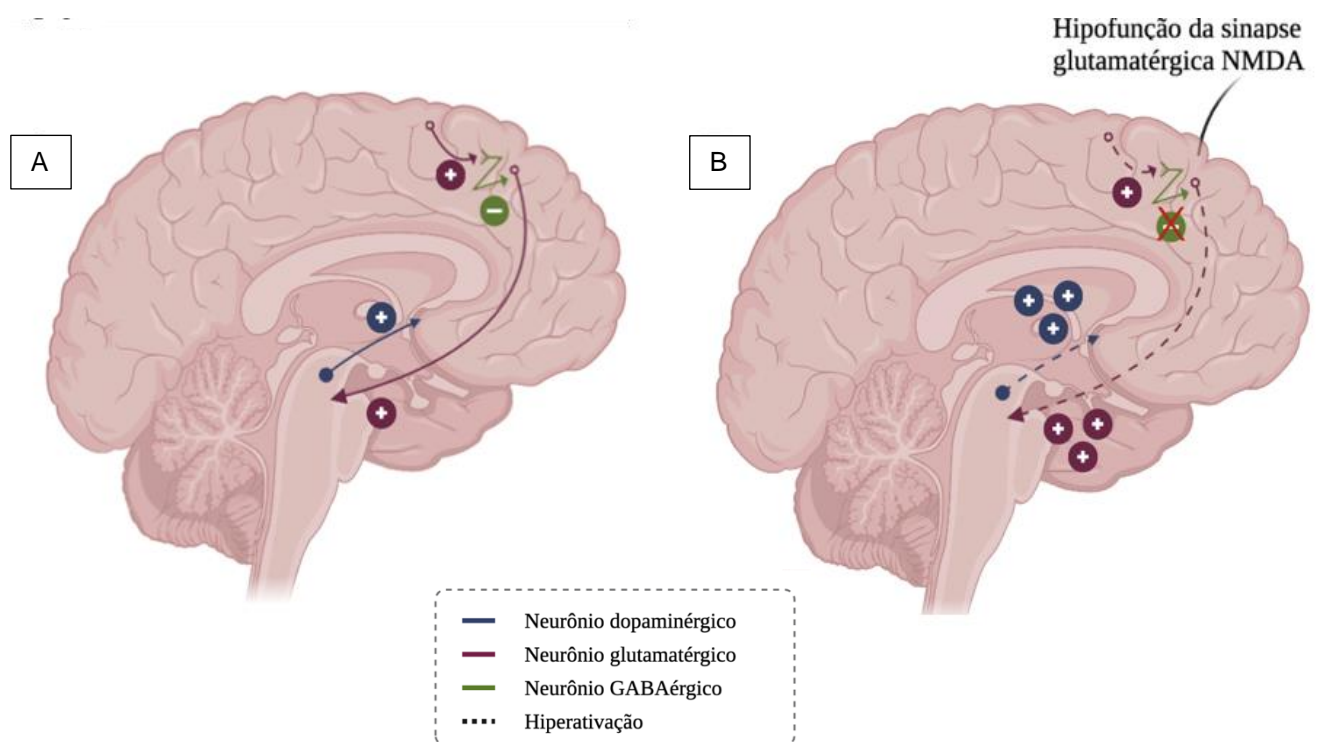 Hipofunção da sinapse
glutamatérgica NMDA
A
B
Neurônio dopaminérgico
Neurônio glutamatérgico
Neurônio GABAérgico
Hiperativação